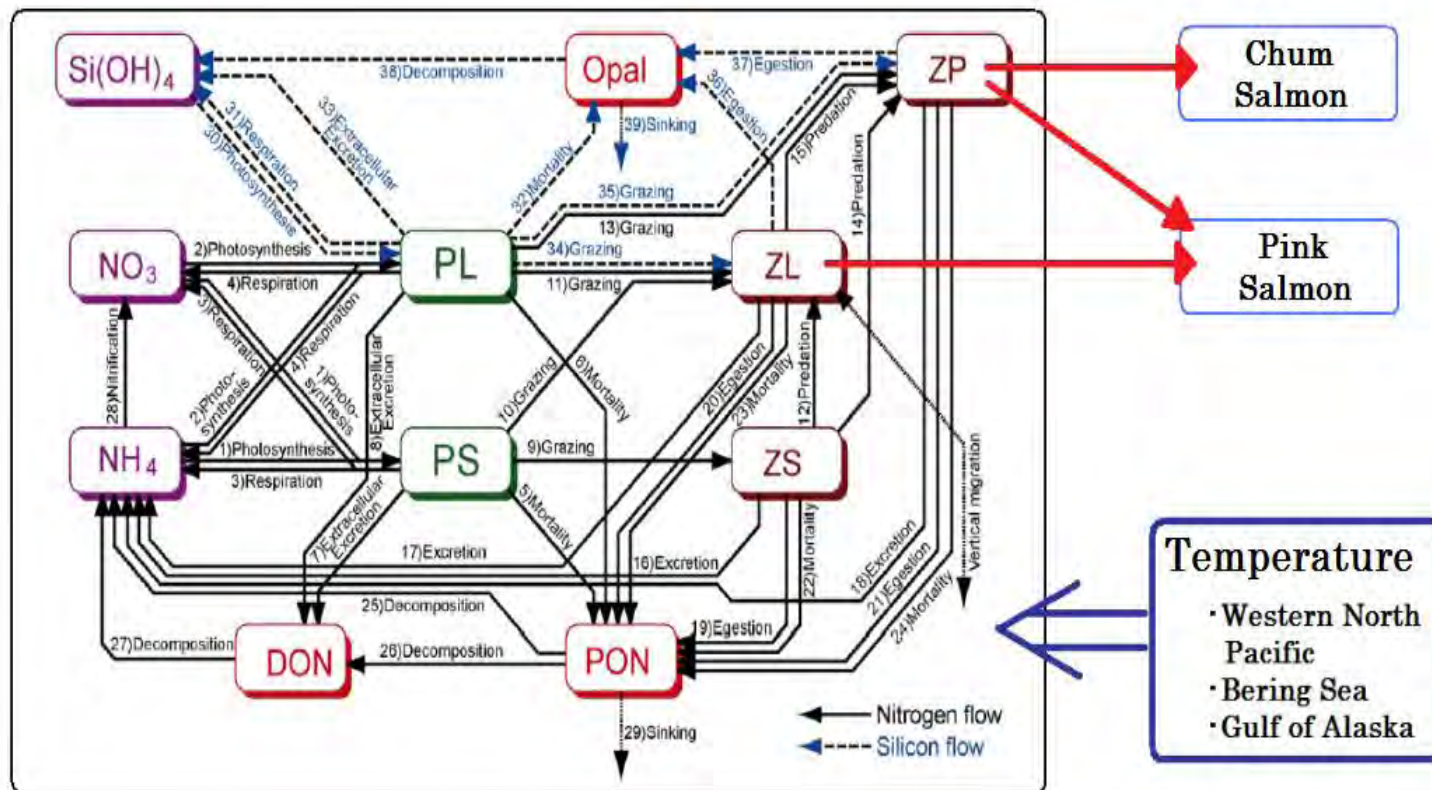 Si(OH)4
Opal
ZP
Chum
Salmon
38)Decomposition
37)Egestion
36)Egestion
33)Extracellular
Excretion
31)Respiration
30)Photosynthesis
39)Sinking
32)Mortality
35)Grazing
15)Predation
13)Grazing
14)Predation
NO3
2)Photosynthesis
4)Respiration
PL
34)Grazing
11)Grazing
ZL
Pink
Salmon
28)Nitrification
3)Respiration
4)Respiration
2)Photo-
synthesis
1)Photo-
synthesis
8)Extracellular
Excretion
10)Grazing
6)Mortality
20)Egestion
23)Mortality
12)Predation
NH4
1)Photosynthesis
3)Respiration
PS
9)Grazing
ZS
Vertical migration
7)Extracellular
Excretion
5)Mortality
17)Excretion
16)Excretion
22)Mortality
18)Excretion
21)Egestion
24)Mortality
25)Decomposition
19)Egestion
27)Decomposition
DON
26)Decomposition
PON
29)Sinking
Nitrogen flow
Silicon flow
Temperature
・Western North
Pacific
・Bering Sea
・Gulf of Alaska